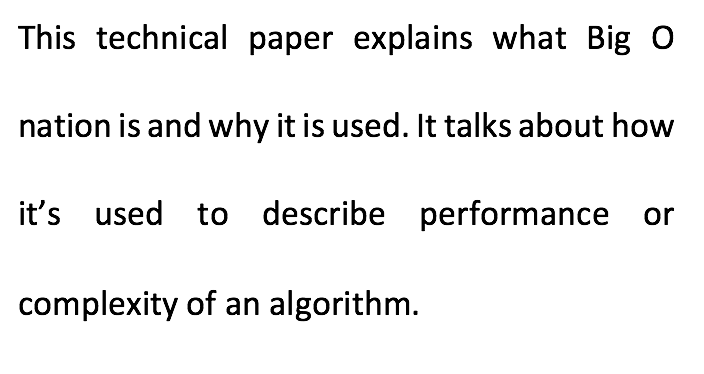 This technical paper explains what Big O
nation is and why it is used. It talks about how
it’s used to describe performance or
complexity of an algorithm.